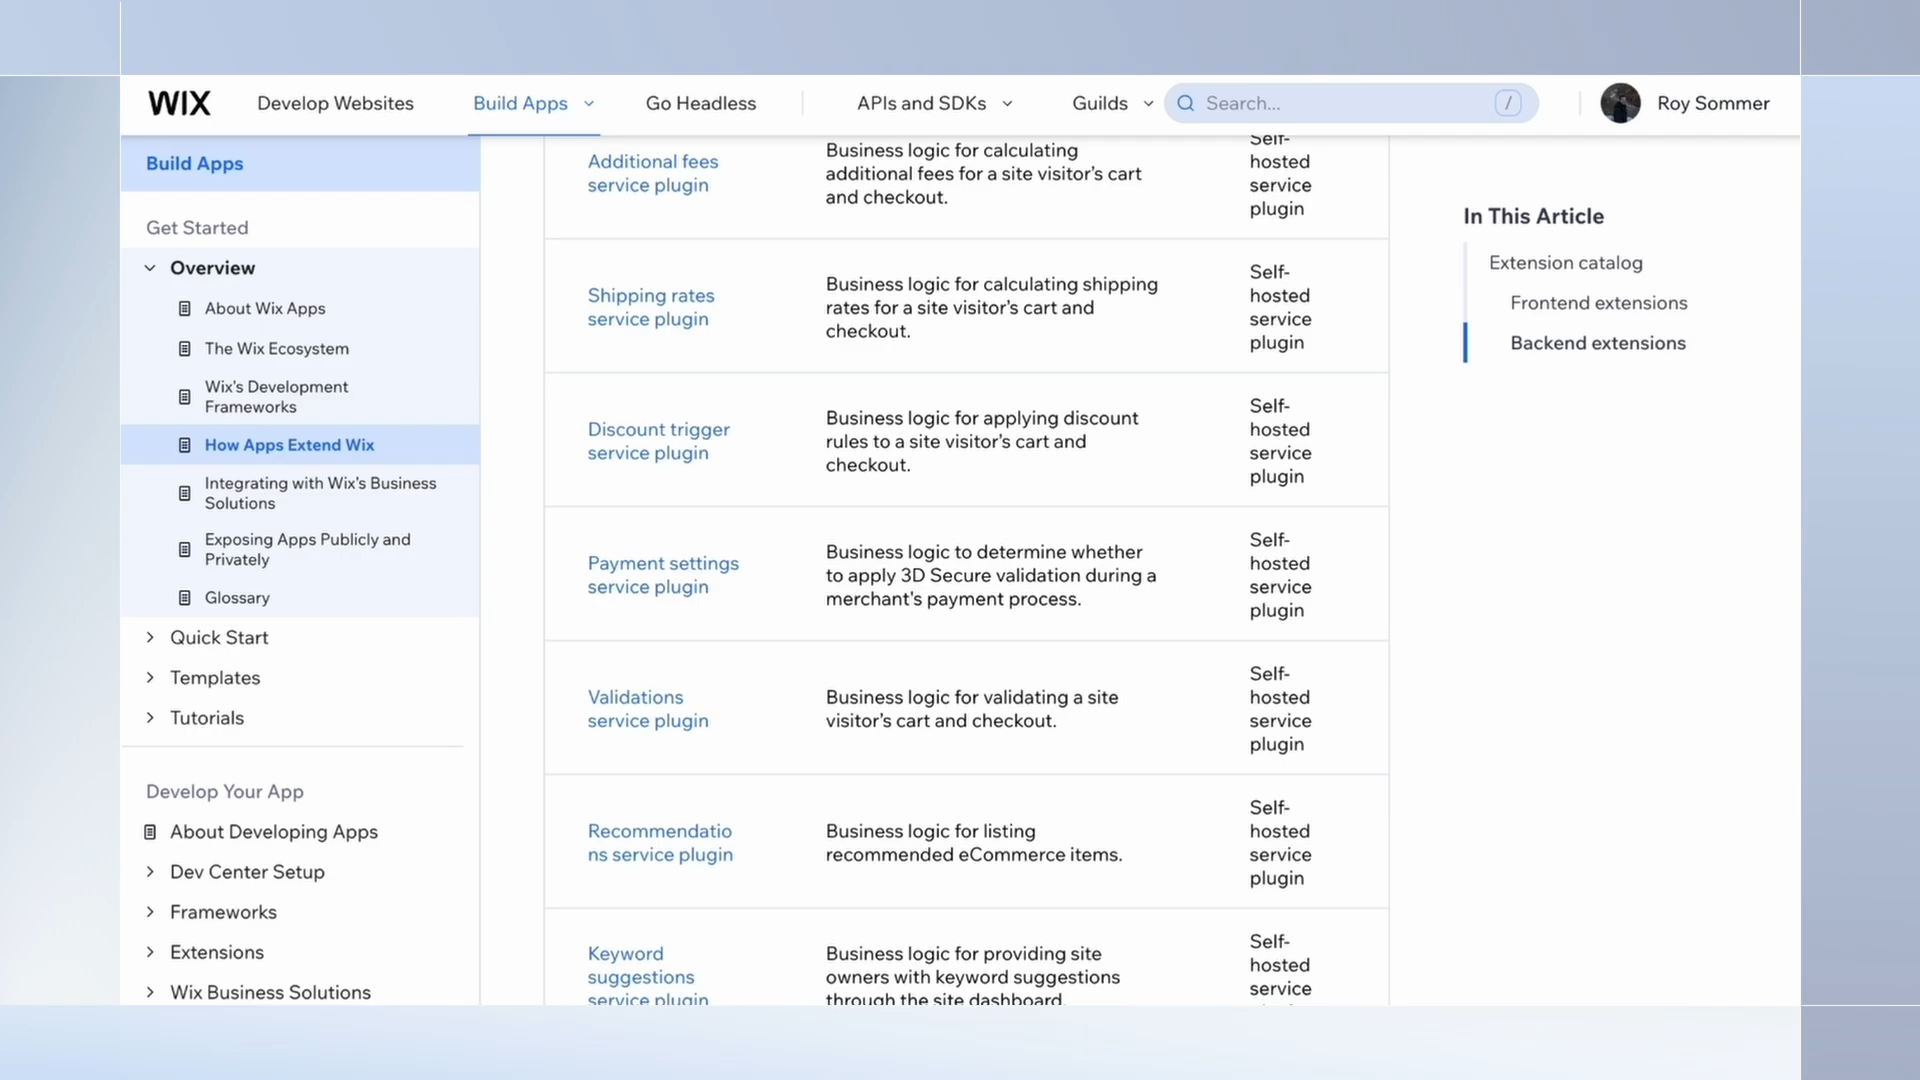 WIX
Develop Websites
Build Apps
Go Headless
APIs and SDKs
Guilds
Search...
/
Roy Sommer
Build Apps
Get Started
Overview
About Wix Apps
The Wix Ecosystem
Wix's Development
Frameworks
How Apps Extend Wix
Integrating with Wix's Business
Solutions
Exposing Apps Publicly and
Privately
Glossary
Quick Start
Templates
Tutorials
Develop Your App
About Developing Apps
Dev Center Setup
Frameworks
Extensions
Wix Business Solutions
Additional fees
service plugin
Business logic for calculating
additional fees for a site visitor's cart
and checkout.
Self-
hosted
service
plugin
Shipping rates
service plugin
Business logic for calculating shipping
rates for a site visitor's cart and
checkout.
Self-
hosted
service
plugin
Discount trigger
service plugin
Business logic for applying discount
rules to a site visitor's cart and
checkout.
Self-
hosted
service
plugin
Payment settings
service plugin
Business logic to determine whether
to apply 3D Secure validation during a
merchant's payment process.
Self-
hosted
service
plugin
Validations
service plugin
Business logic for validating a site
visitor's cart and checkout.
Self-
hosted
service
plugin
Recommendatio
ns service plugin
Business logic for listing
recommended eCommerce items.
Self-
hosted
service
plugin
Keyword
suggestions
service plugin
Business logic for providing site
owners with keyword suggestions
through the site dashboard.
Self-
hosted
service
In This Article
Extension catalog
Frontend extensions
Backend extensions